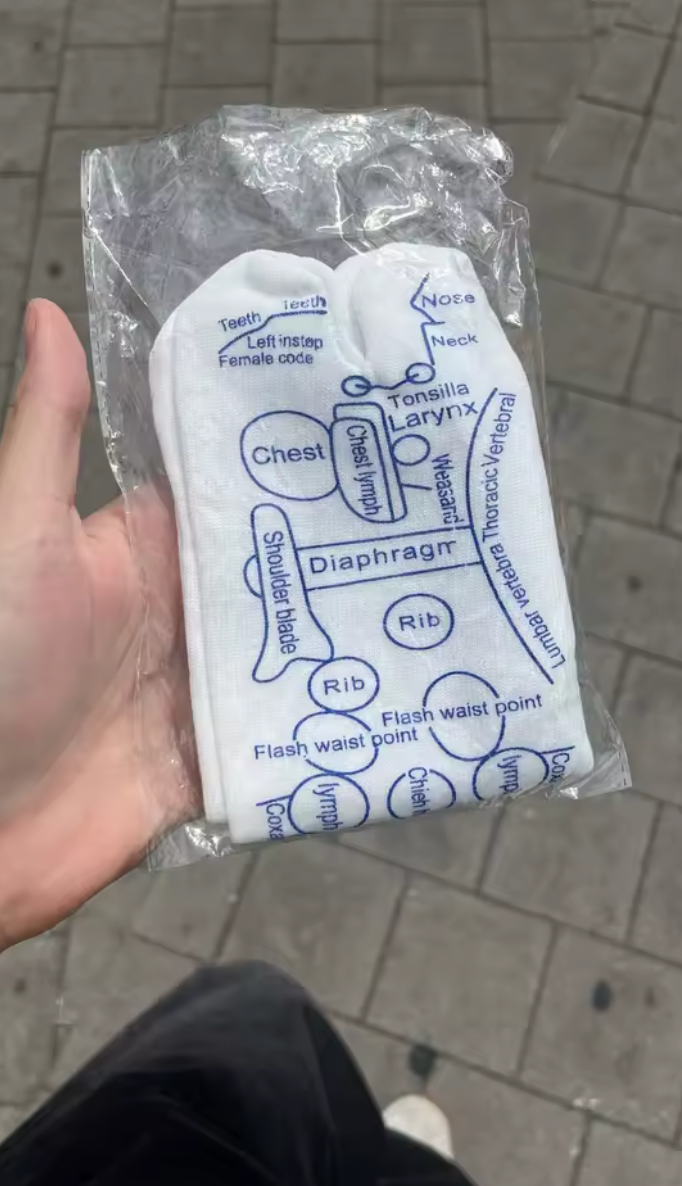 Teeth
Teeth
Nose
Left instep
Female code
Neck
Tonsilla
Larynx
Chest
Chest lymph
Weasand
Lumbar vertebra Thoracic Vertebral
Diaphragm
Shoulder blade
Rib
Rib
Flash waist point
Flash waist point
lymph
Coxa